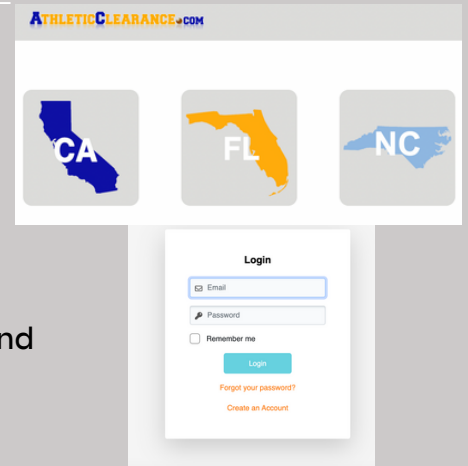 ATHLETICCLEARANCE.COM
CA
FL
NC
Login
Email
Password
nd
Remember me
Login
Forgot your password?
Create an Account